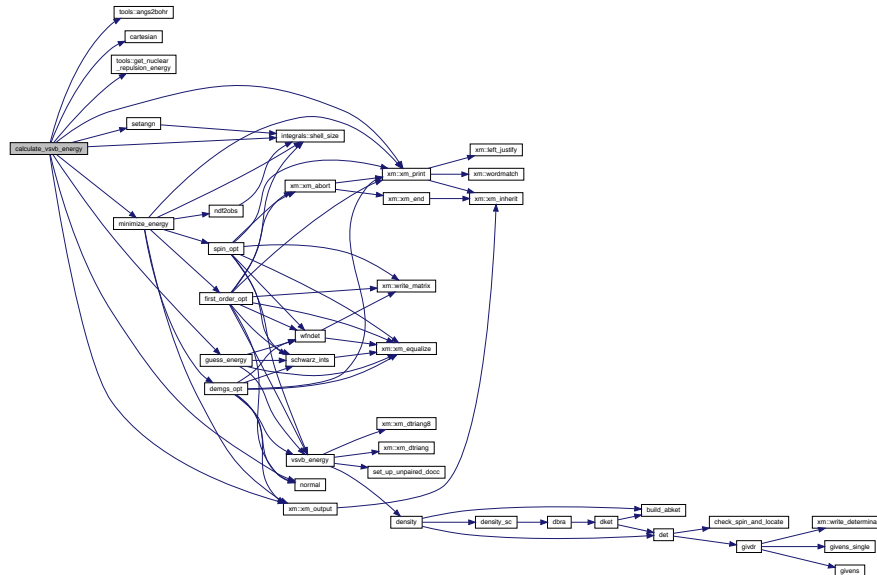 tools::angs2bohr
cartesian
tools::get_nuclear
_repulsion_energy
setangn
integrals::shell_size
calculate_vsvb_energy
xm::left_justify
xm::xm_print
xm::wordmatch
xm::xm_abort
xm::xm_end
xm::xm_inherit
ndf2obs
minimize_energy
spin_opt
xm::write_matrix
first_order_opt
wfndet
xm::xm_equalize
guess_energy
schwarz_ints
demgs_opt
xm::xm_dtriang8
xm::xm_dtriang
vsvb_energy
set_up_unpaired_docc
normal
xm::xm_output
build_abket
density
density_sc
dbra
dket
check_spin_and_locate
xm::write_determina
det
givdr
givens_single
givens